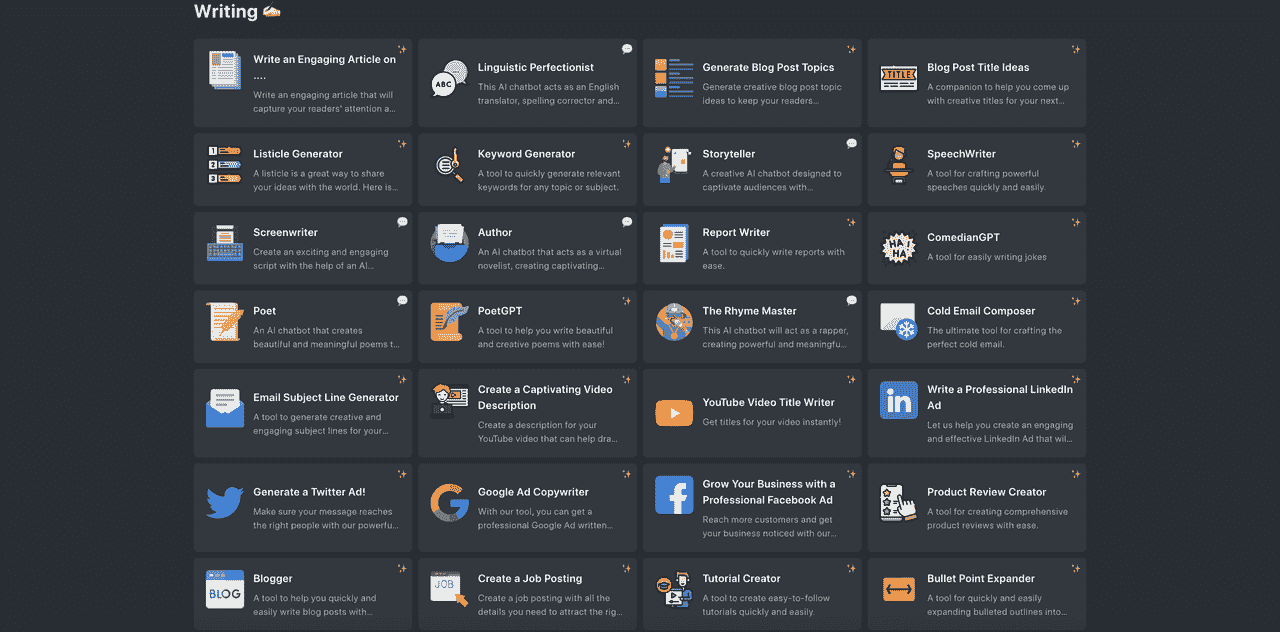 Writing
Write an Engaging Article on
....
Write an engaging article that will
capture your readers' attention a...
ABC
Linguistic Perfectionist
This AI chatbot acts as an English
translator, spelling corrector and...
Generate Blog Post Topics
Generate creative blog post topic
ideas to keep your readers...
TITLE
Blog Post Title Ideas
A companion to help you come up
with creative titles for your next...
1
2
3
Listicle Generator
A listicle is a great way to share
your ideas with the world. Here is...
Keyword Generator
A tool to quickly generate relevant
keywords for any topic or subject.
Storyteller
A creative AI chatbot designed to
captivate audiences with...
SpeechWriter
A tool for crafting powerful
speeches quickly and easily.
Screenwriter
Create an exciting and engaging
script with the help of an AI...
Author
An AI chatbot that acts as a virtual
novelist, creating captivating...
Report Writer
A tool to quickly write reports with
ease.
ComedianGPT
A tool for easily writing jokes
Poet
An AI chatbot that creates
beautiful and meaningful poems t...
PoetGPT
A tool to help you write beautiful
and creative poems with ease!
The Rhyme Master
This AI chatbot will act as a rapper,
creating powerful and meaningfu...
Cold Email Composer
The ultimate tool for crafting the
perfect cold email.
Email Subject Line Generator
A tool to generate creative and
engaging subject lines for your...
Create a Captivating Video
Description
Create a description for your
YouTube video that can help dra...
YouTube Video Title Writer
Get titles for your video instantly!
in
Write a Professional LinkedIn
Ad
Let us help you create an engaging
and effective LinkedIn Ad that wil...
Generate a Twitter Ad!
Make sure your message reaches
the right people with our powerfu...
Google Ad Copywriter
With our tool, you can get a
professional Google Ad written...
Grow Your Business with a
Professional Facebook Ad
Reach more customers and get
your business noticed with our...
Product Review Creator
A tool for creating comprehensive
product reviews with ease.
BLOG
Blogger
A tool to help you quickly and
easily write blog posts with...
JOB
Create a Job Posting
Create a job posting with all the
details you need to attract the rig...
Tutorial Creator
A tool to create easy-to-follow
tutorials quickly and easily.
Bullet Point Expander
A tool for quickly and easily
expanding bulleted outlines into...